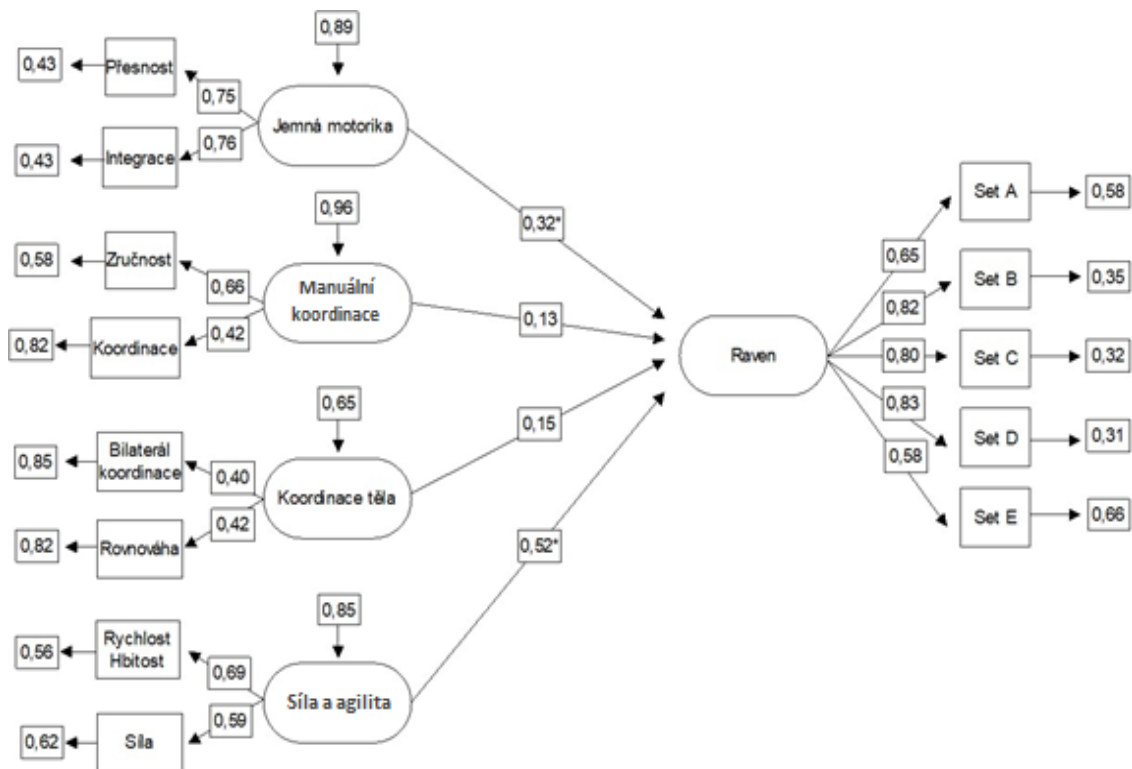 0,89
0,43
Přesnost
0,75
Jemná motorika
0,76
0,43
Integrace
0,32*
0,96
0,58
Zručnost
0,66
Manuální
koordinace
0,13
0,42
0,82
Koordinace
0,65
0,15
0,85
Bilaterál
koordinace
0,40
Koordinace těla
0,42
0,82
Rovnováha
0,52*
0,85
0,56
Rychlost
Hbitost
0,69
Síla a agilita
0,59
0,62
Síla
Raven
0,65
Set A
0,58
0,82
Set B
0,35
0,80
Set C
0,32
0,83
Set D
0,31
0,58
Set E
0,66